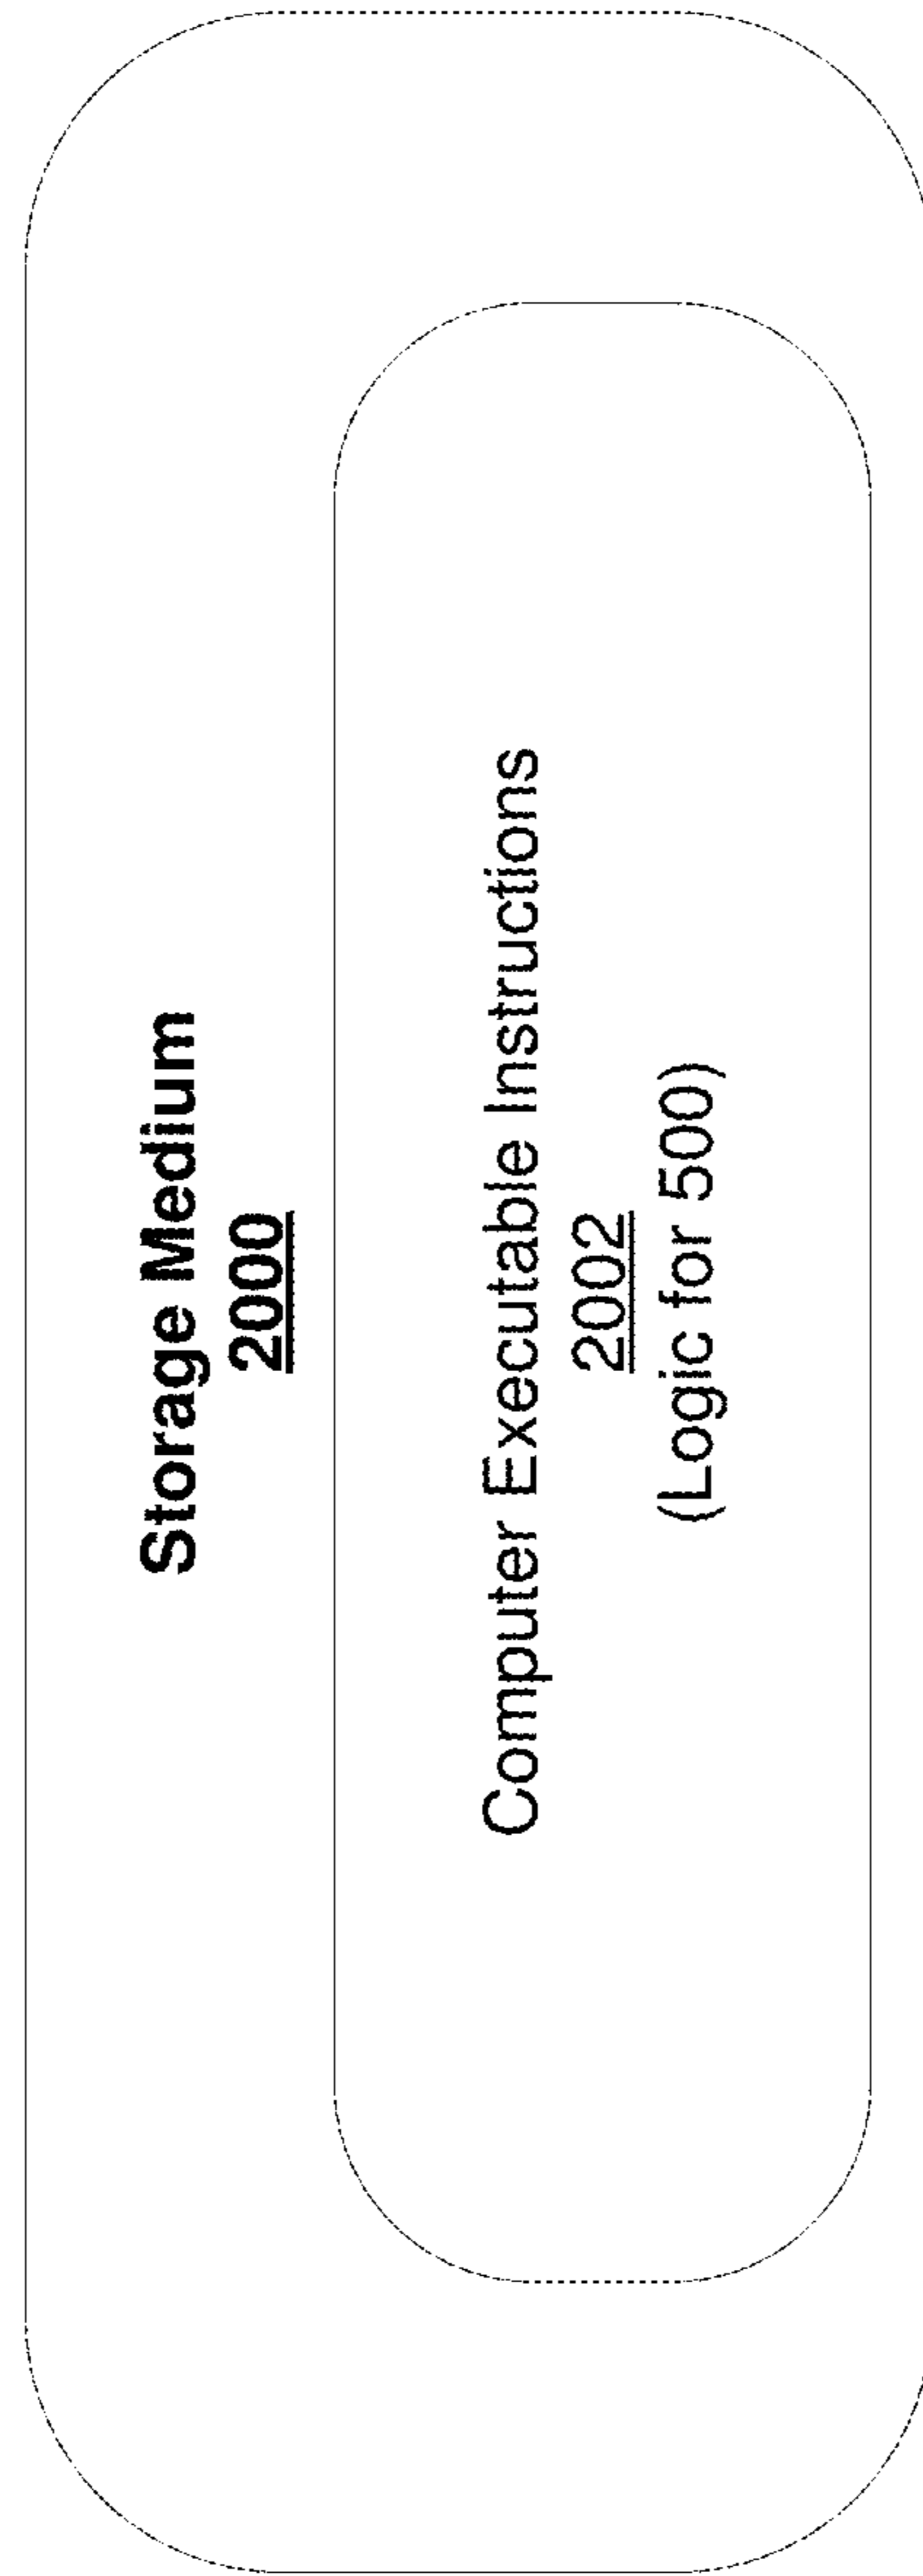 Storage Medium
2000
Computer Executable Instructions
2002
(Logic for 500)